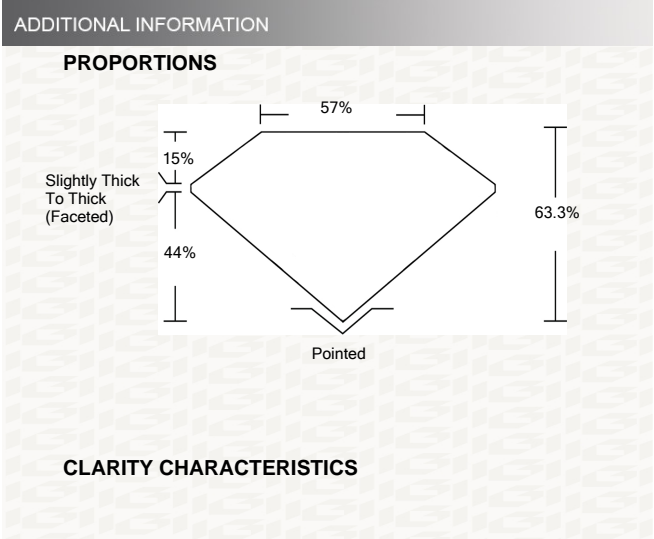 ADDITIONAL INFORMATION
PROPORTIONS
57%
15%
Slightly Thick
To Thick
(Faceted)
63.3%
44%
Pointed
CLARITY CHARACTERISTICS